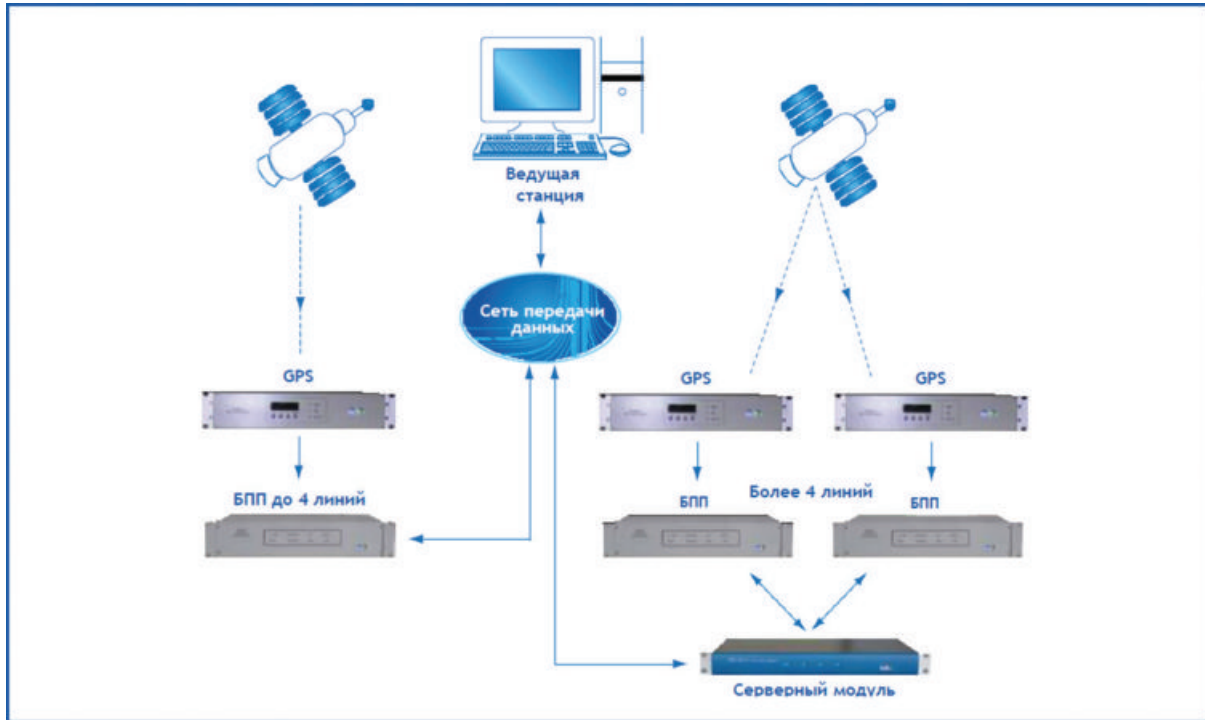 Ведущая
станция
Сеть передачи
данных
GPS
GPS
GPS
БПП до 4 линий
БПП
Более 4 линий
БПП
Серверный модуль